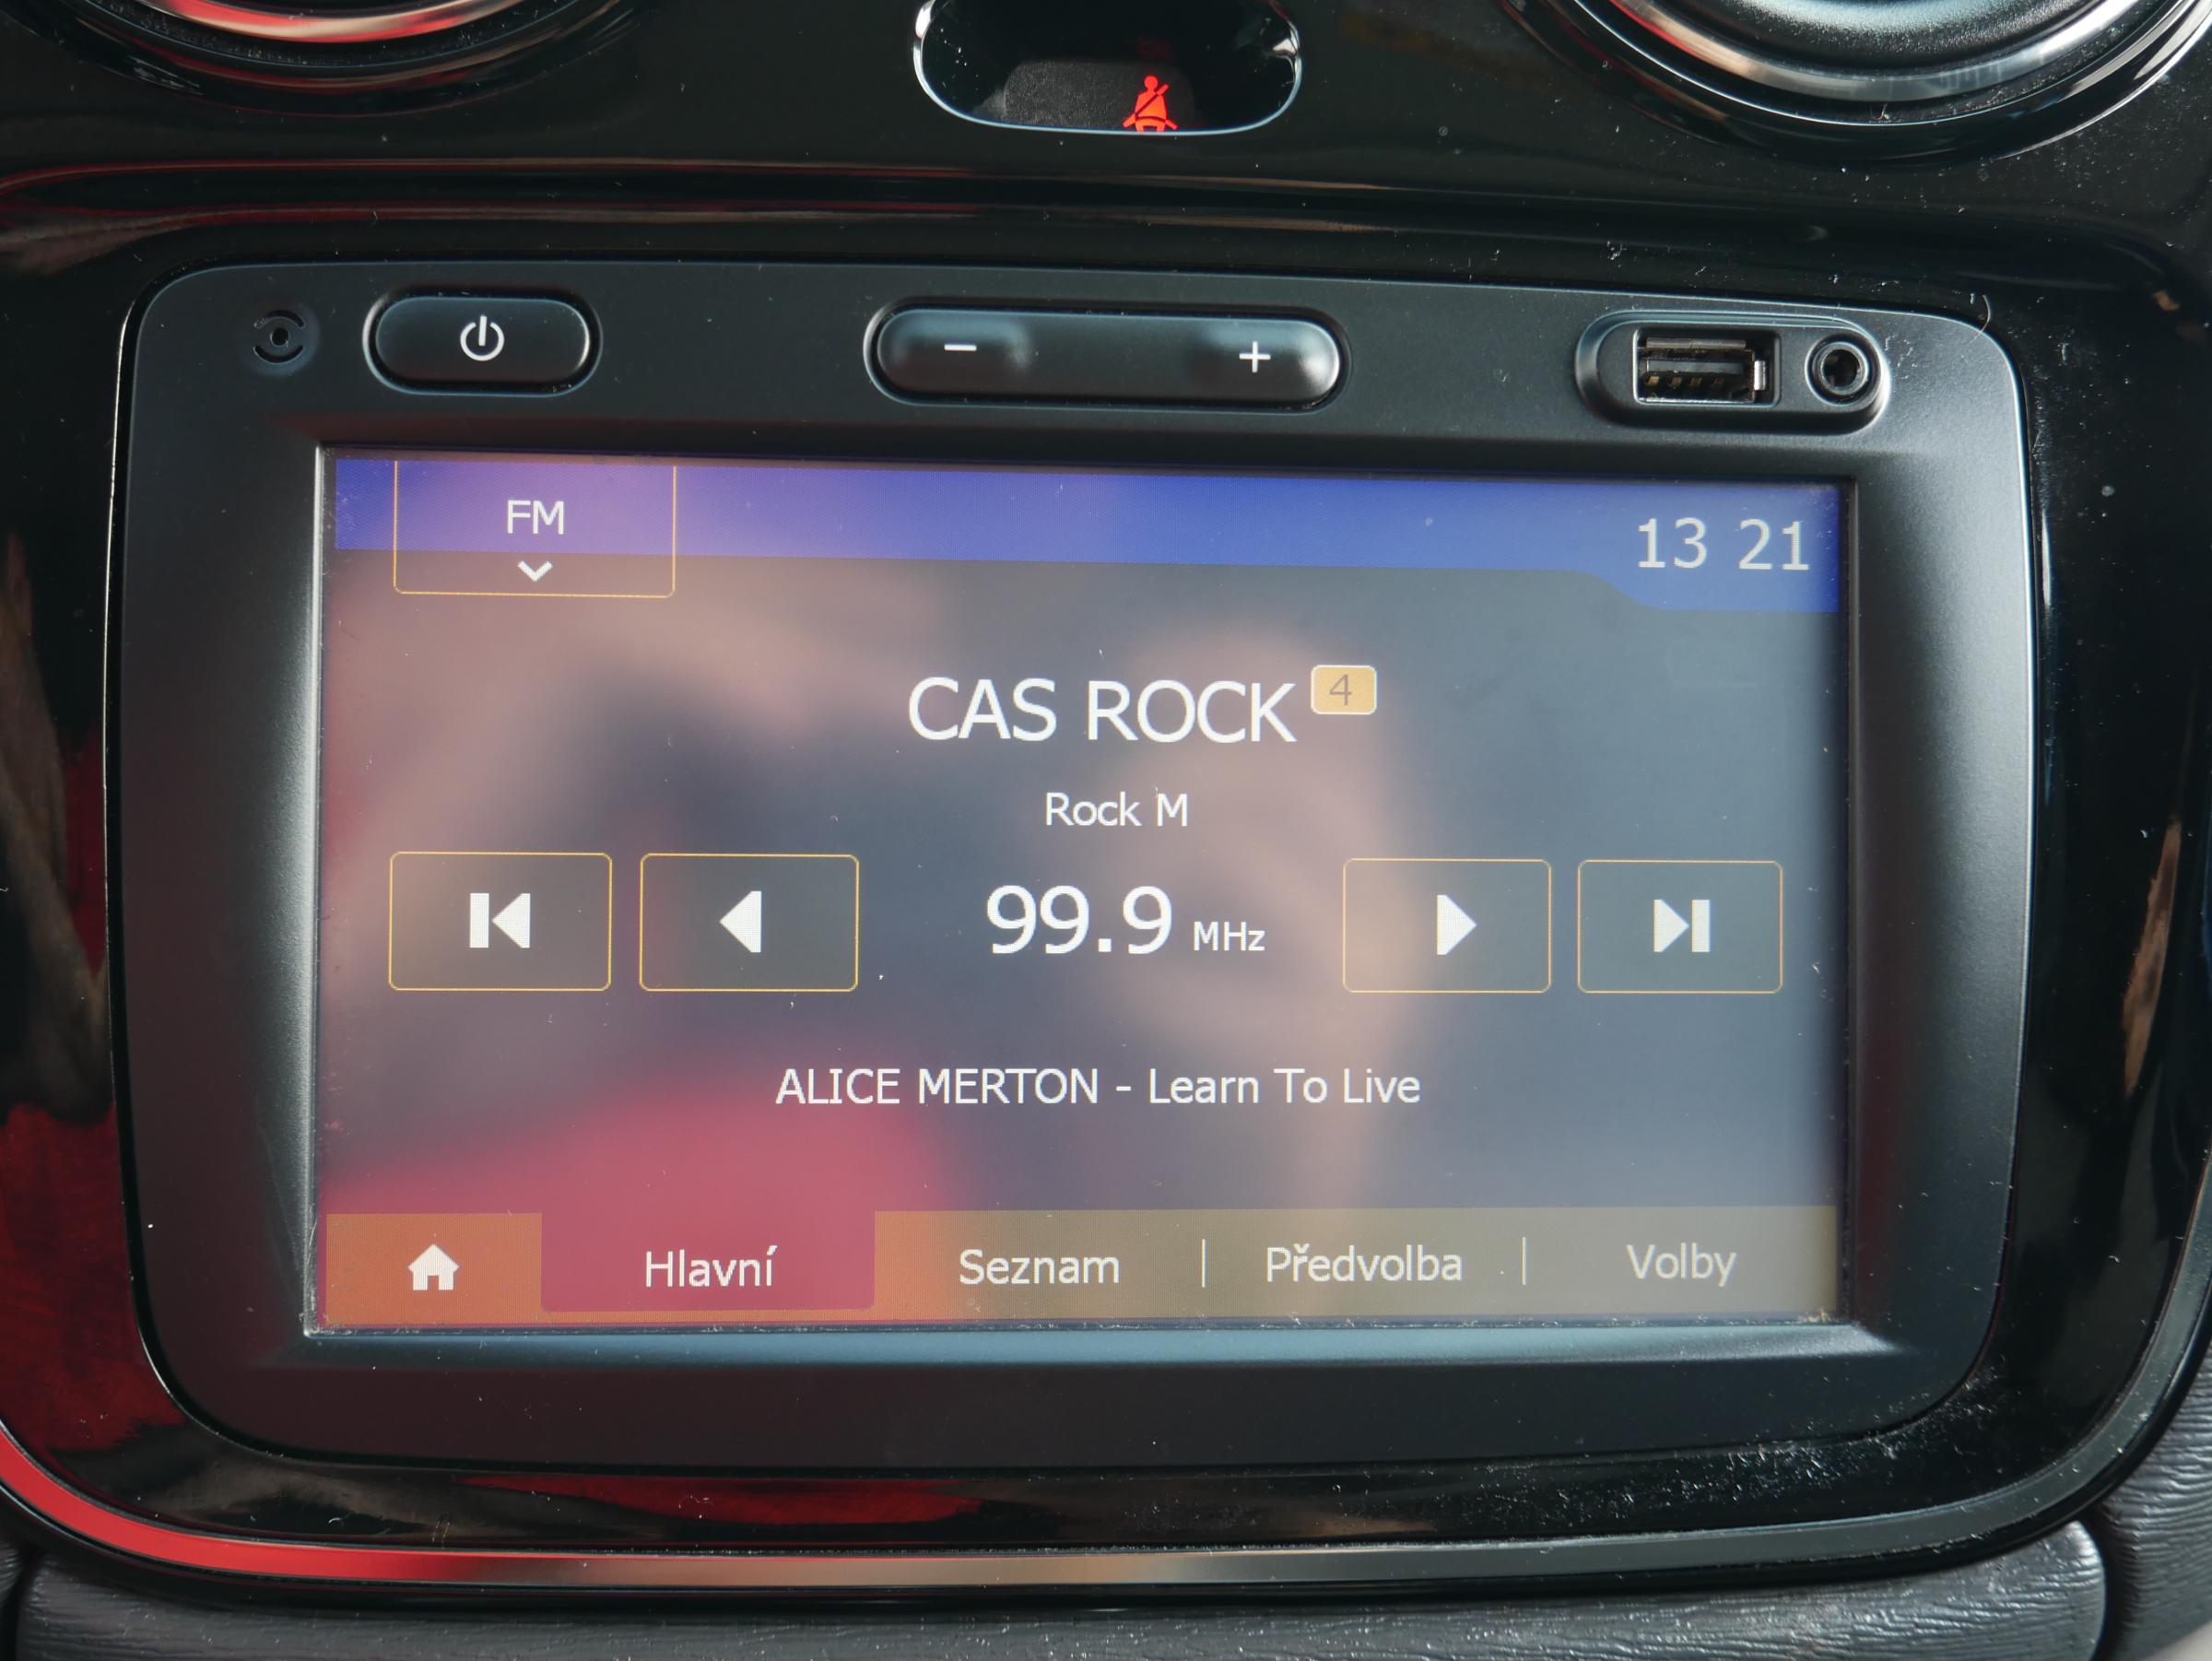 FM
13 21
CAS ROCK 4
Rock M
99.9 MHz
ALICE MERTON - Learn To Live
Hlavní
Seznam
Předvolba
Volby